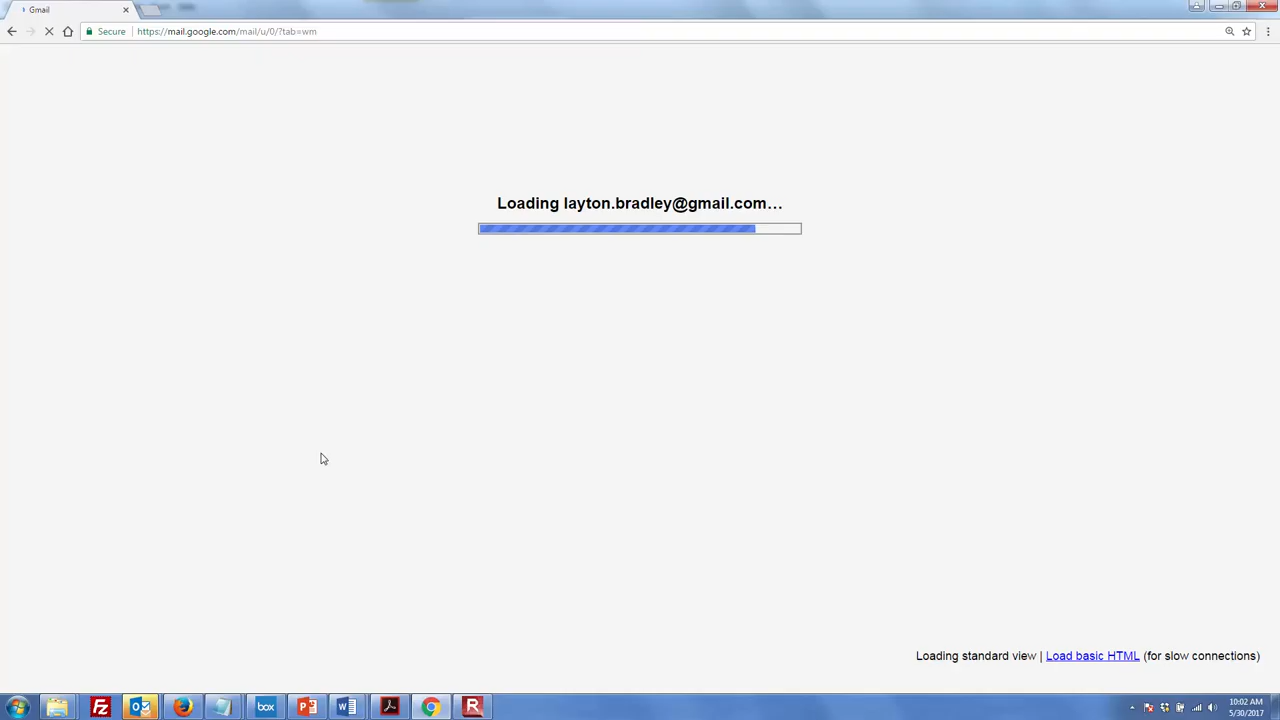 Gmail
Secure https://mail.google.com/mail/u/0/?tab=wm
Loading layton.bradley@gmail.com...
Loading standard view | Load basic HTML (for slow connections)
Fz
box
10:02 AM
5/30/2017